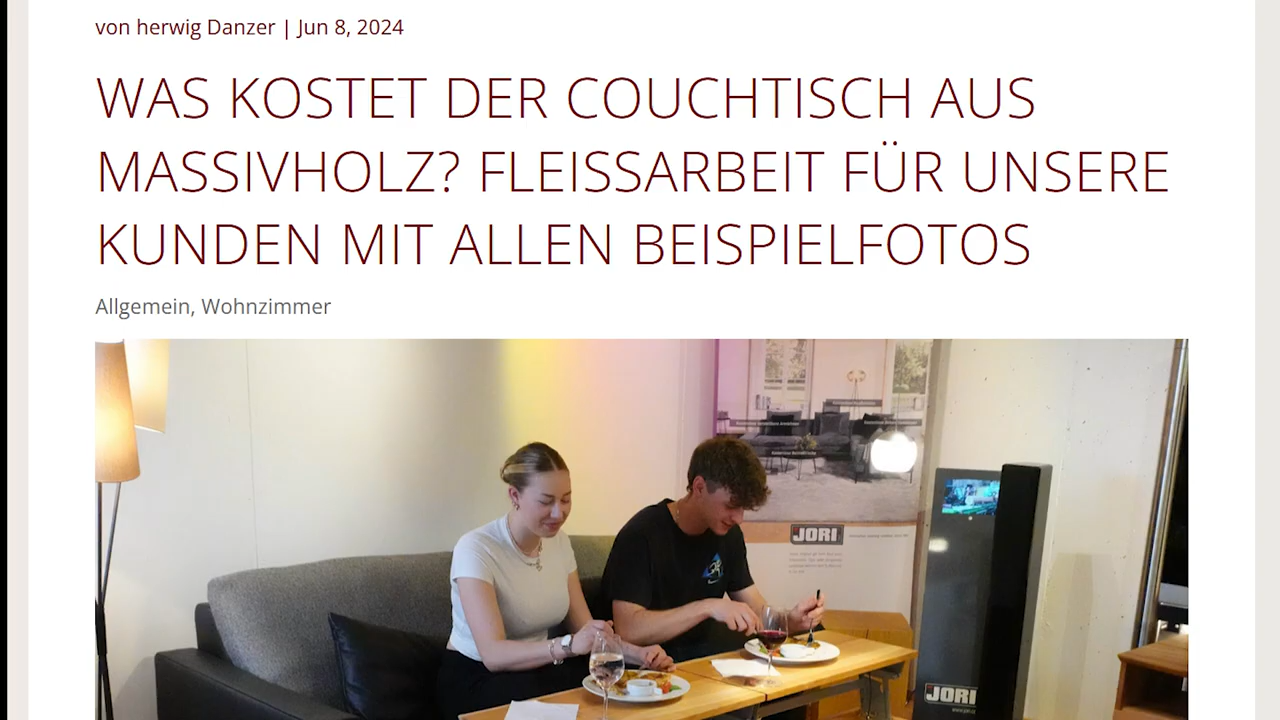 von herwig Danzer | Jun 8, 2024
WAS KOSTET DER COUCHTISCH AUS
MASSIVHOLZ? FLEISSARBEIT FÜR UNSERE
KUNDEN MIT ALLEN BEISPIELFOTOS
Allgemein, Wohnzimmer
JORI
JORI